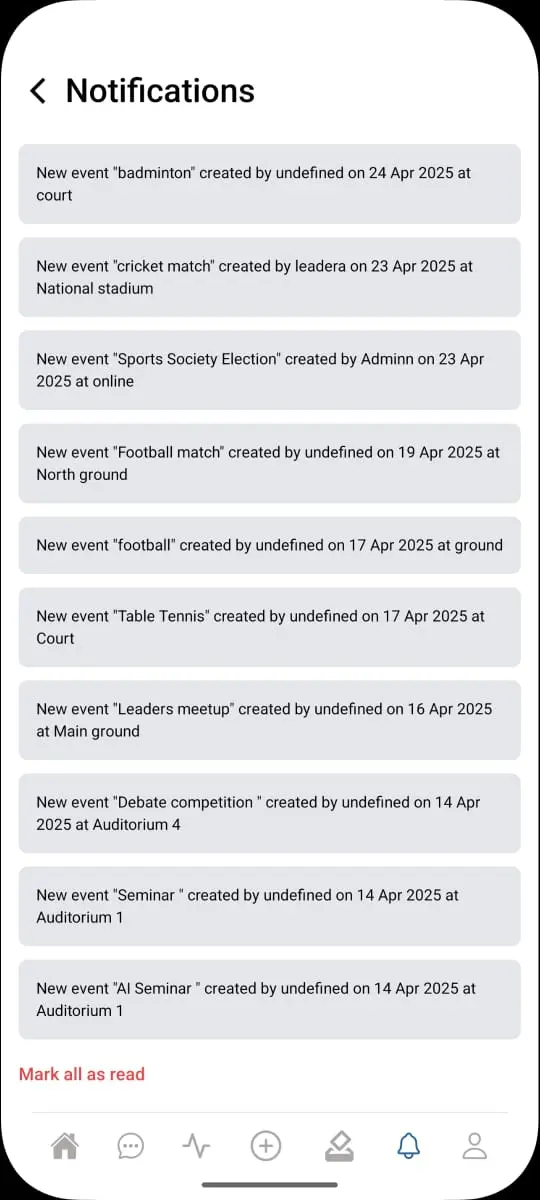 Notifications
New event "badminton" created by undefined on 24 Apr 2025 at
court
New event "cricket match" created by leadera on 23 Apr 2025 at
National stadium
New event "Sports Society Election" created by Adminn on 23 Apr
2025 at online
New event "Football match" created by undefined on 19 Apr 2025 at
North ground
New event "football" created by undefined on 17 Apr 2025 at ground
New event "Table Tennis" created by undefined on 17 Apr 2025 at
Court
New event "Leaders meetup" created by undefined on 16 Apr 2025
at Main ground
New event "Debate competition " created by undefined on 14 Apr
2025 at Auditorium 4
New event "Seminar " created by undefined on 14 Apr 2025 at
Auditorium 1
New event "AI Seminar " created by undefined on 14 Apr 2025 at
Auditorium 1
Mark all as read